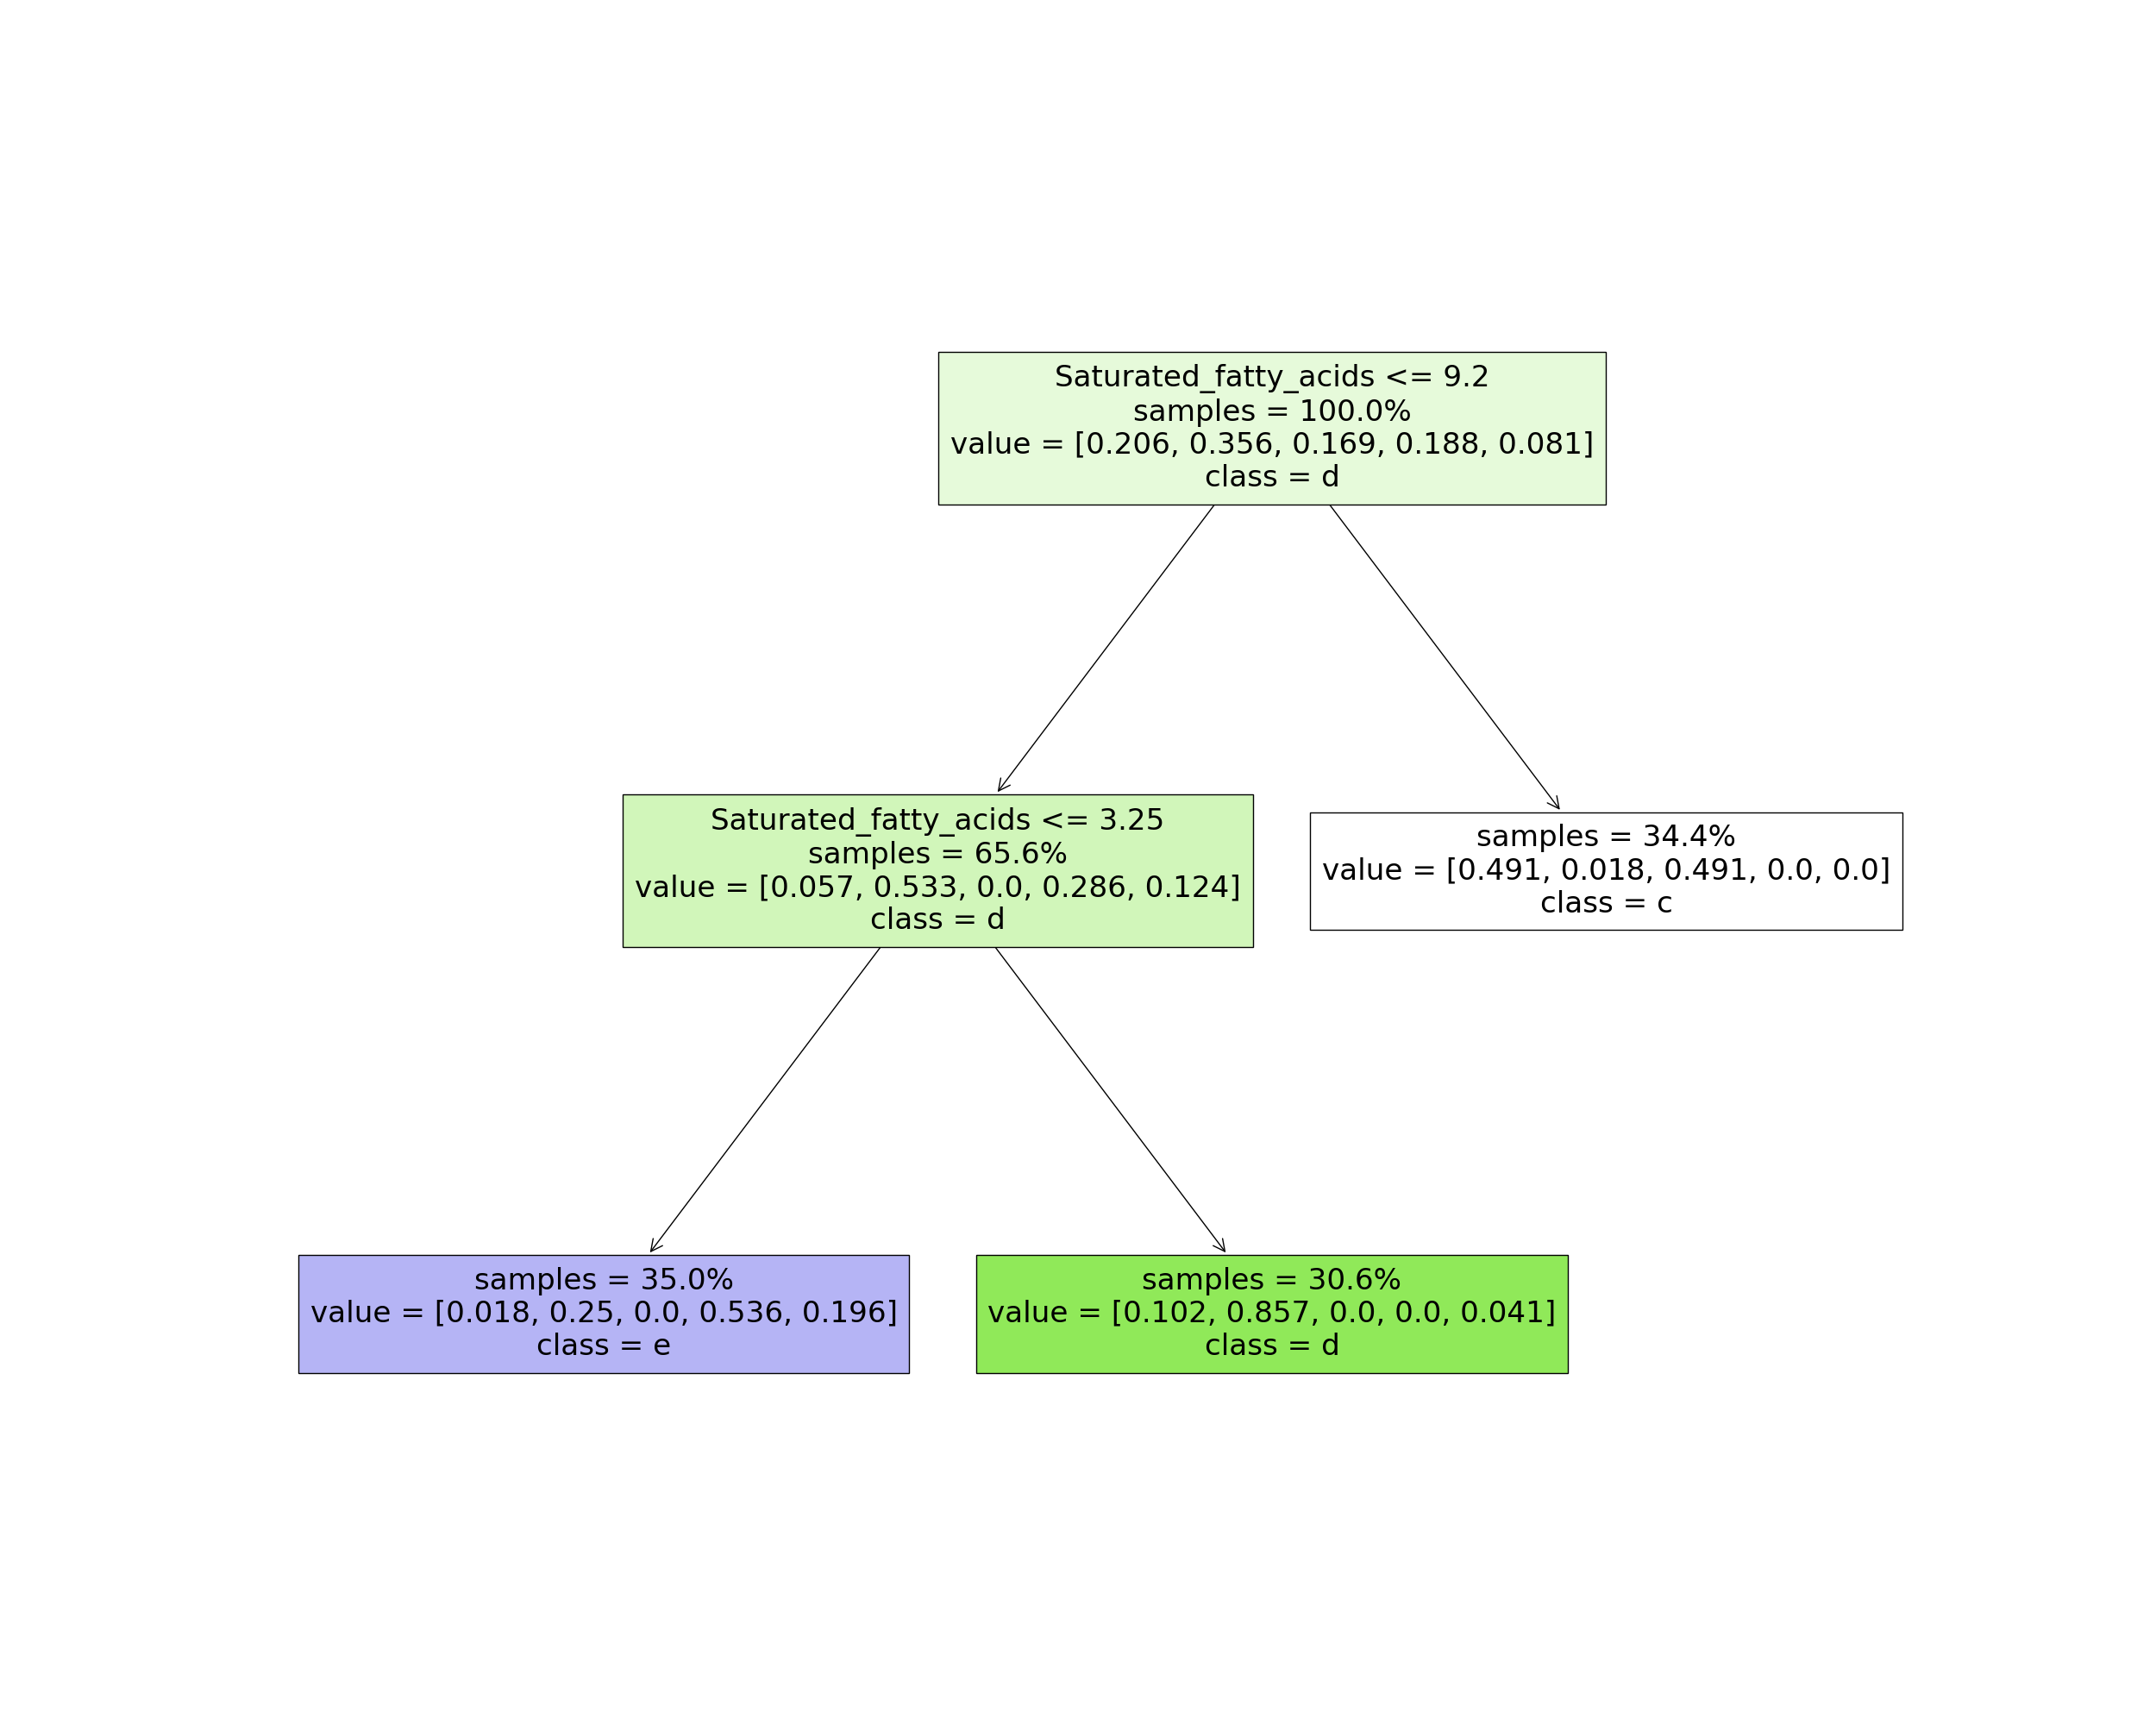 Saturated_fatty_acids <= 9.2
samples = 100.0%
value = [0.206, 0.356, 0.169, 0.188, 0.081]
class = d
Saturated_fatty_acids <= 3.25
samples = 65.6%
value = [0.057, 0.533, 0.0, 0.286, 0.124]
class = d
samples = 34.4%
value = [0.491, 0.018, 0.491, 0.0, 0.0]
class = c
samples = 35.0%
value = [0.018, 0.25, 0.0, 0.536, 0.196]
class = e
samples = 30.6%
value = [0.102, 0.857, 0.0, 0.0, 0.041]
class = d